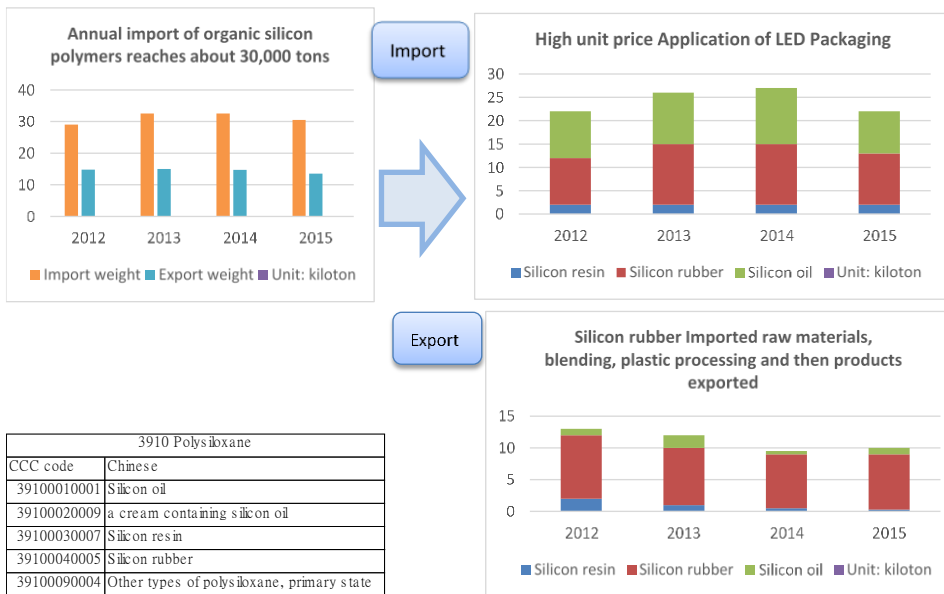 Annual import of organic silicon
polymers reaches about 30,000 tons
40
30
20
10
0
2012 2013 2014 2015
Import weight Export weight Unit: kiloton
Import
High unit price Application of LED Packaging
30
25
20
15
10
5
0
2012 2013 2014 2015
Silicon resin Silicon rubber Silicon oil Unit: kiloton
Export
Silicon rubber Imported raw materials,
blending, plastic processing and then products
exported
15
10
5
0
2012 2013 2014 2015
Silicon resin Silicon rubber Silicon oil Unit: kiloton
3910 Polysiloxane
CCC code Chinese
39100010001 Silicon oil
39100020009 a cream containing silicon oil
39100030007 Silicon resin
39100040005 Silicon rubber
39100090004 Other types of polysiloxane, primary state